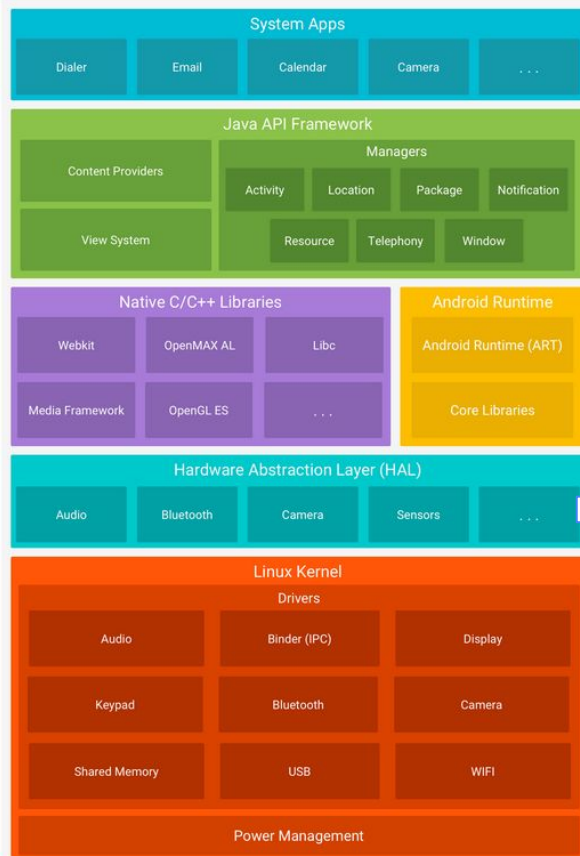 System Apps
Dialer
Email
Calendar
Camera
. . .
Java API Framework
Content Providers
View System
Managers
Activity
Location
Package
Notification
Resource
Telephony
Window
Native C/C++ Libraries
Webkit
OpenMAX AL
Libc
Media Framework
OpenGL ES
. . .
Android Runtime
Android Runtime (ART)
Core Libraries
Hardware Abstraction Layer (HAL)
Audio
Bluetooth
Camera
Sensors
. . .
Linux Kernel
Drivers
Audio
Binder (IPC)
Display
Keypad
Bluetooth
Camera
Shared Memory
USB
WIFI
Power Management